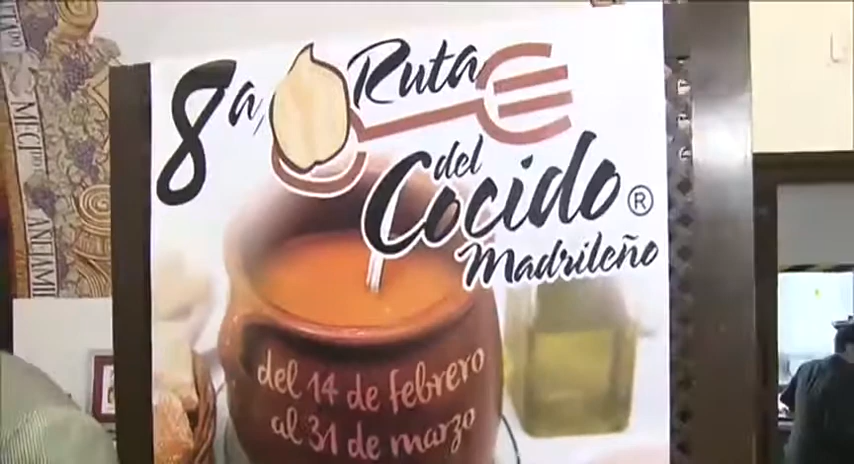 8ª Ruta
del
Cocido ®
Madrileño
del 14 de febrero
al 31 de marzo